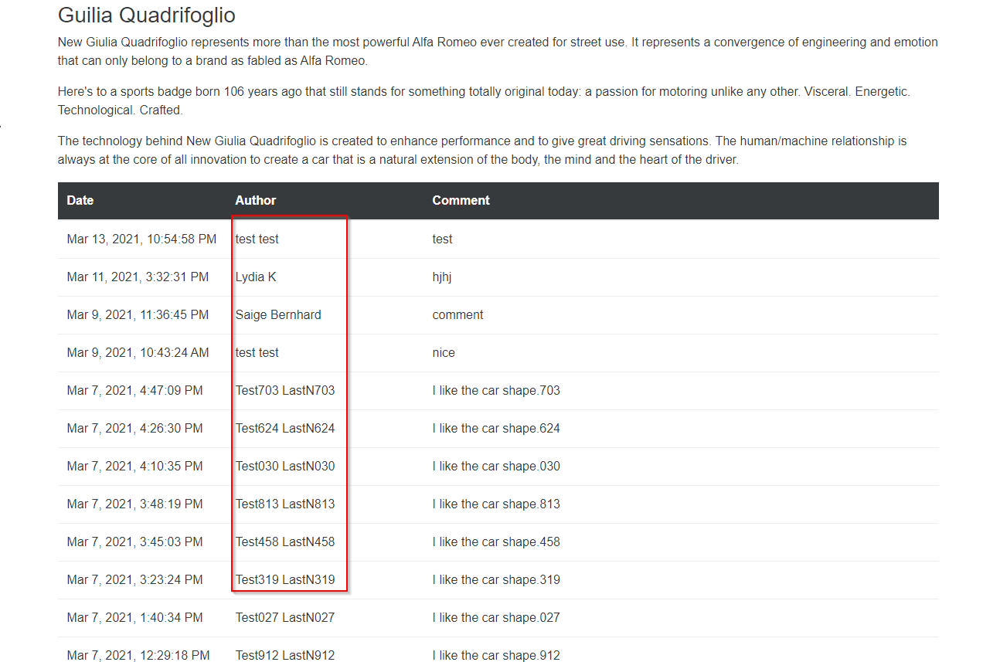 Guilia Quadrifoglio
New Giulia Quadrifoglio represents more than the most powerful Alfa Romeo ever created for street use. It represents a convergence of engineering and emotion
that can only belong to a brand as fabled as Alfa Romeo.
Here's to a sports badge born 106 years ago that still stands for something totally original today: a passion for motoring unlike any other. Visceral. Energetic.
Technological. Crafted.
The technology behind New Giulia Quadrifoglio is created to enhance performance and to give great driving sensations. The human/machine relationship is
always at the core of all innovation to create a car that is a natural extension of the body, the mind and the heart of the driver.
Date Author Comment
Mar 13, 2021, 10:54:58 PM test test test
Mar 11, 2021, 3:32:31 PM Lydia K hjhj
Mar 9, 2021, 11:36:45 PM Saige Bernhard comment
Mar 9, 2021, 10:43:24 AM test test nice
Mar 7, 2021, 4:47:09 PM Test703 LastN703 I like the car shape.703
Mar 7, 2021, 4:26:30 PM Test624 LastN624 I like the car shape.624
Mar 7, 2021, 4:10:35 PM Test030 LastN030 I like the car shape.030
Mar 7, 2021, 3:48:19 PM Test813 LastN813 I like the car shape.813
Mar 7, 2021, 3:45:03 PM Test458 LastN458 I like the car shape.458
Mar 7, 2021, 3:23:24 PM Test319 LastN319 I like the car shape.319
Mar 7, 2021, 1:40:34 PM Test027 LastN027 I like the car shape.027
Mar 7, 2021, 12:29:18 PM Test912 LastN912 I like the car shape.912